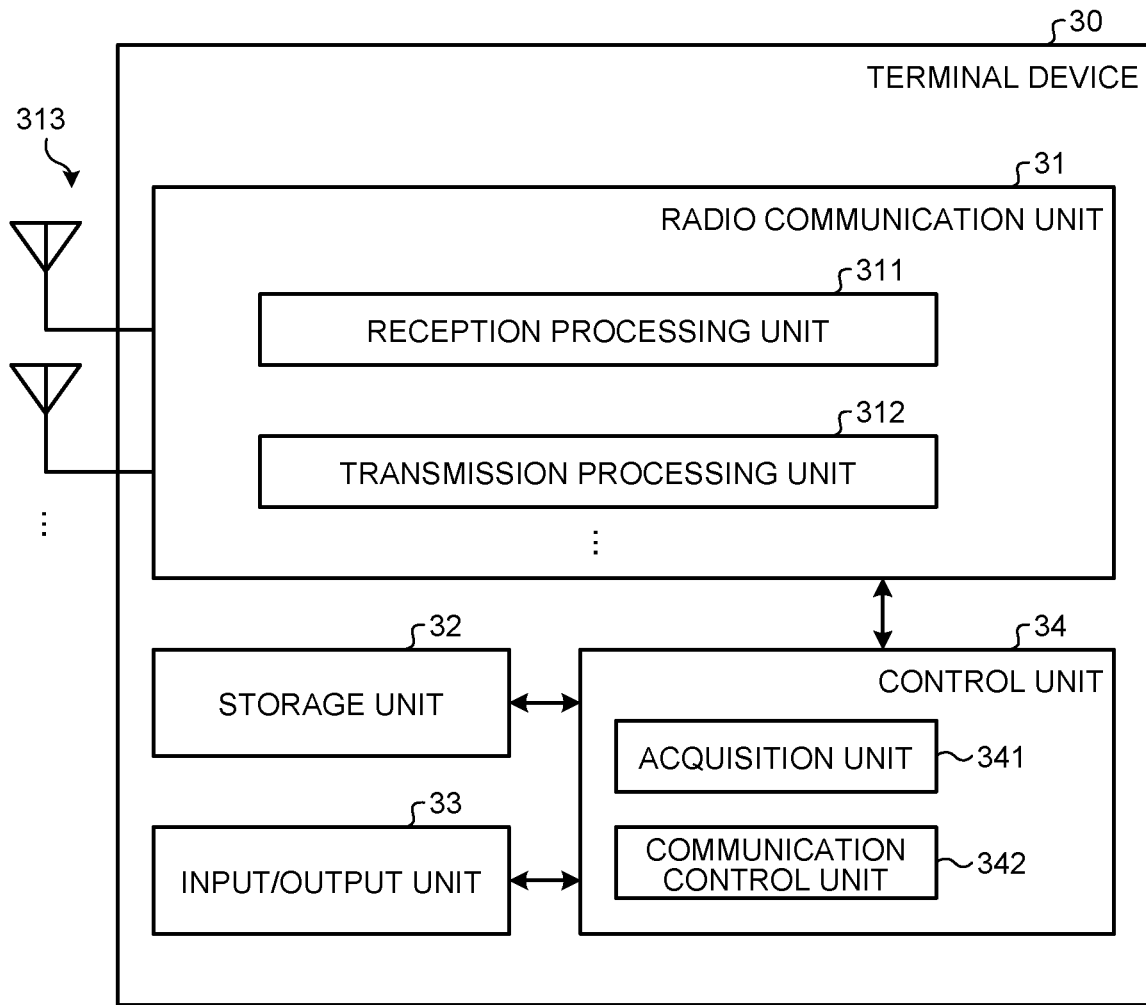 30
TERMINAL DEVICE
313
31
RADIO COMMUNICATION UNIT
311
RECEPTION PROCESSING UNIT
312
TRANSMISSION PROCESSING UNIT
...
...
32
STORAGE UNIT
34
CONTROL UNIT
ACQUISITION UNIT
341
33
INPUT/OUTPUT UNIT
COMMUNICATION
CONTROL UNIT
342